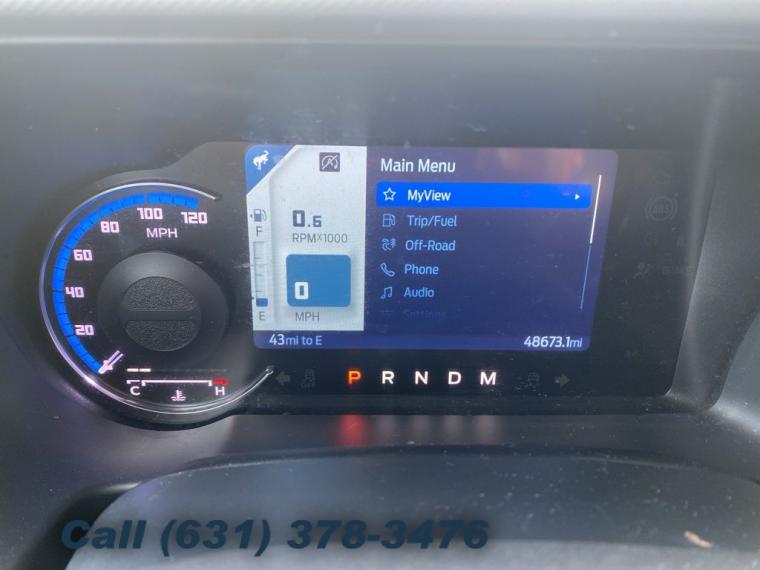 Main Menu
MyView
Trip/Fuel
Off-Road
Phone
Audio
Settings
0.6
RPMx1000
0
MPH
F
E
43mi to E
48673.1mi
120
100
80
60
40
20
MPH
C H
P R N D M
Call (631) 378-3476